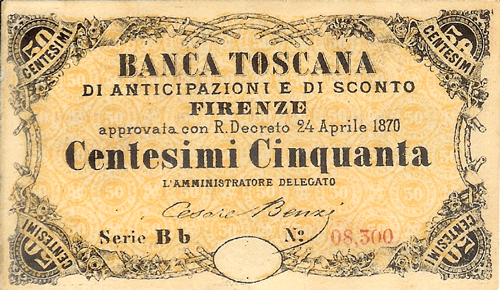 50 CENTESIMI
50 CENTESIMI
BANCA TOSCANA
DI ANTICIPAZIONI E DI SCONTO
FIRENZE
approvata con R. Decreto 24 Aprile 1870
Centesimi Cinquanta
L'AMMINISTRATORE DELEGATO
Cesare Benzi
Serie Bb Nº 08,300
50 CENTESIMI
50 CENTESIMI